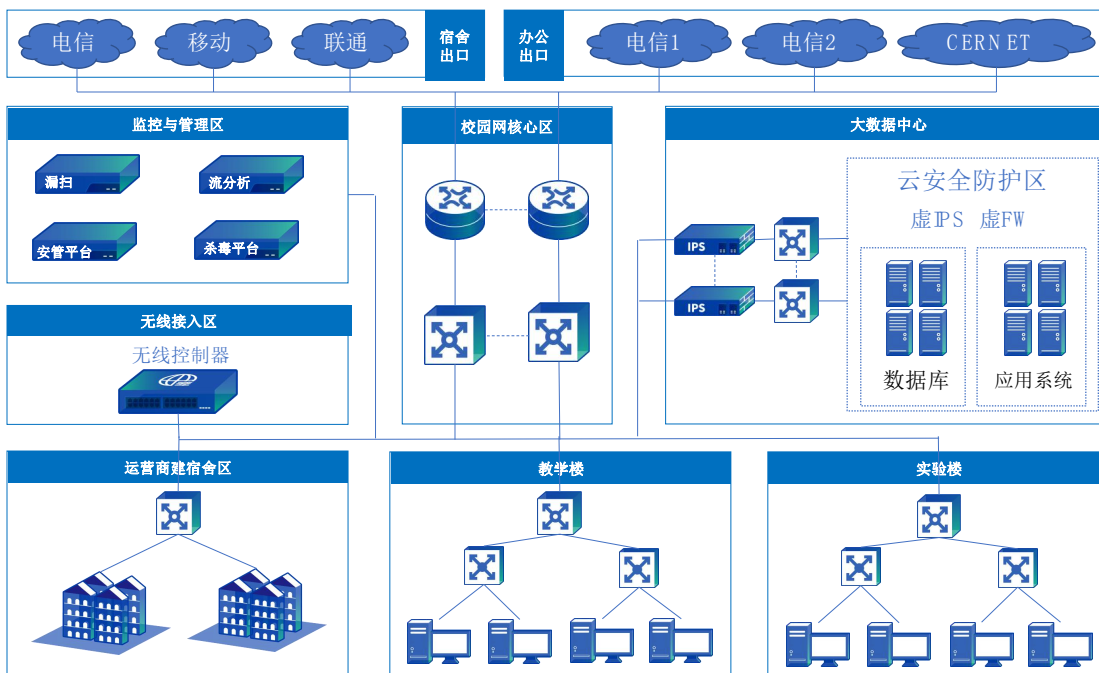 电信
移动
联通
宿舍
出口
办公
出口
电信1
电信2
CERNET
监控与管理区
漏扫
流分析
安管平台
杀毒平台
校园网核心区
大数据中心
云安全防护区
虚IPS 虚FW
IPS
IPS
数据库
应用系统
无线接入区
无线控制器
运营商建宿舍区
教学楼
实验楼